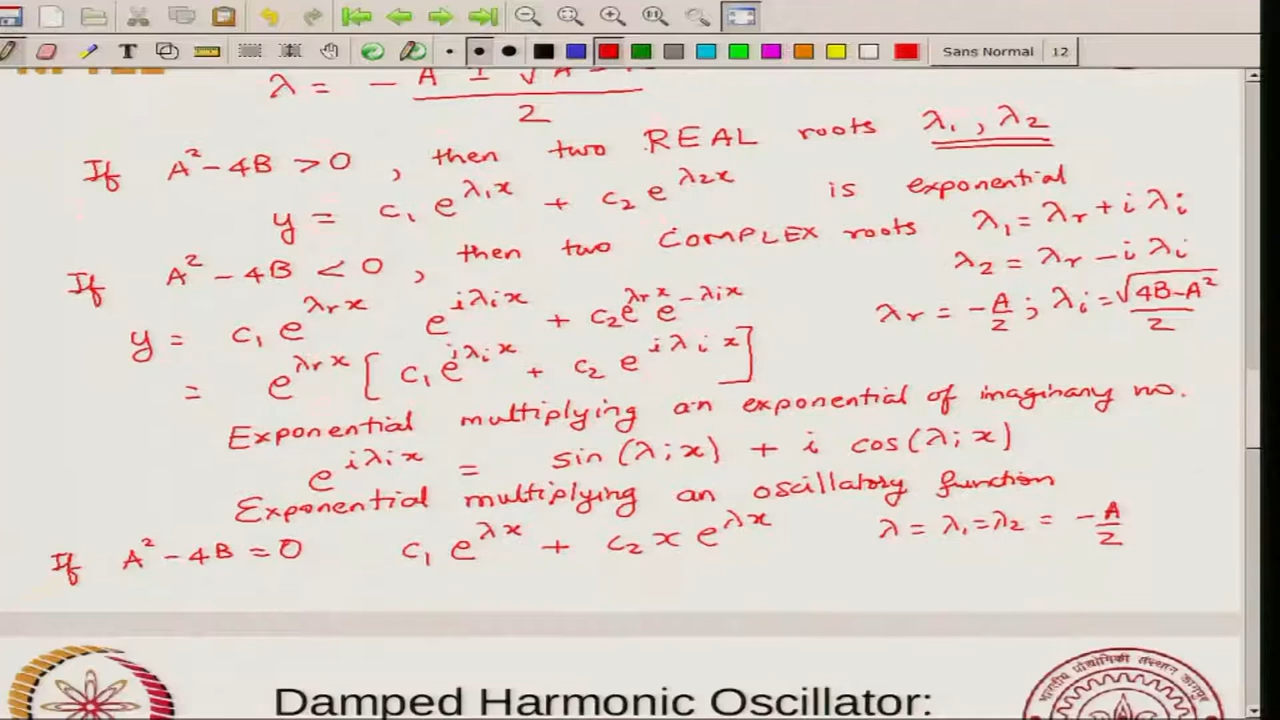 Sans Normal 12
λ = - A ± √A
2
If A² - 4B > 0 , then two REAL roots λ₁ , λ₂
y = c₁ e^{λ₁x} + c₂ e^{λ₂x} is exponential
If A² - 4B < 0 , then two COMPLEX roots λ₁ = λr + i λi
λ₂ = λr - i λi
y = c₁ e^{λr x} e^{iλi x} + c₂ e^{λr x} e^{-λi x} λr = -A/2 ; λi = √(4B-A²)/2
= e^{λr x} [ c₁ e^{iλi x} + c₂ e^{iλi x} ]
Exponential multiplying an exponential of imaginary no.
e^{iλi x} = sin(λi x) + i cos(λi x)
Exponential multiplying an oscillatory function
If A² - 4B = 0 c₁ e^{λx} + c₂ x e^{λx} λ = λ₁ = λ₂ = -A/2
Damped Harmonic Oscillator: